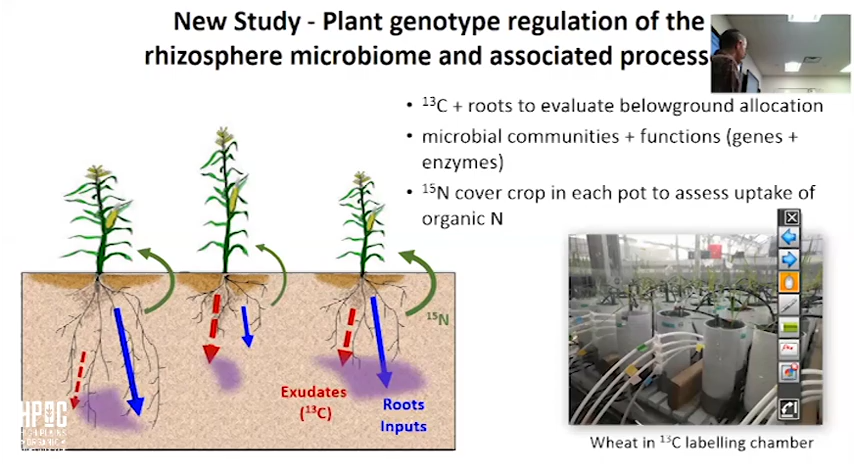 New Study - Plant genotype regulation of the
rhizosphere microbiome and associated process
• ¹³C + roots to evaluate belowground allocation
• microbial communities + functions (genes +
enzymes)
• ¹⁵N cover crop in each pot to assess uptake of
organic N
¹⁵N
Exudates
(¹³C)
Roots
Inputs
HPOC
ORGANIC
Wheat in ¹³C labelling chamber